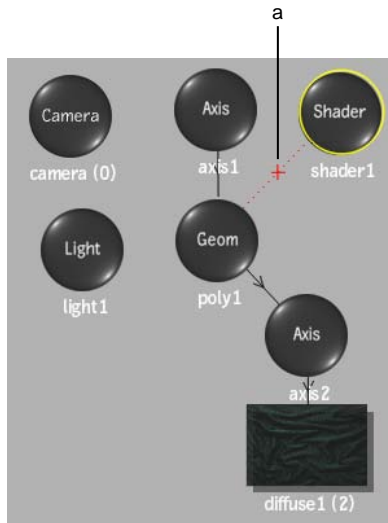 a
Camera
camera (0)
Axis
axis1
Shader
shader1
Light
light1
Geom
poly1
Axis
axis2
diffuse1 (2)